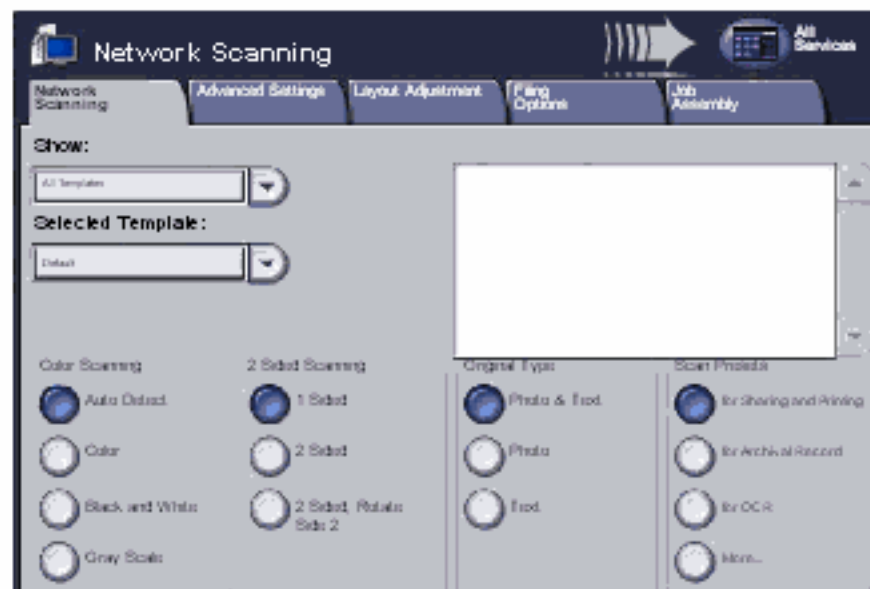 Network Scanning
All
Services
Network
Scanning
Advanced Settings
Layout Adjustment
Filing
Options
Job
Assembly
Show:
All Templates
Selected Template:
Default
Color Scanning
2 Sided Scanning
Original Type
Scan Presets
Auto Detect
1 Sided
Photo & Text
for Sharing and Printing
Color
2 Sided
Photo
for Archival Record
Black and White
2 Sided, Rotate
Side 2
Text
for OCR
Gray Scale
More...